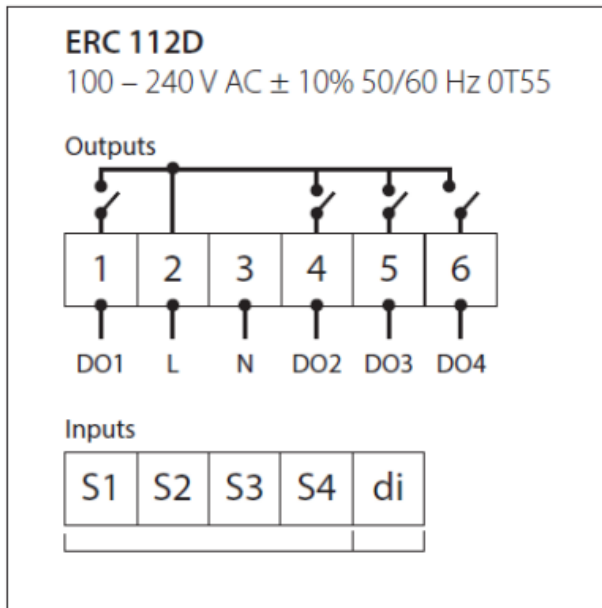 ERC 112D
100 – 240 V AC ± 10% 50/60 Hz 0T55
Outputs
1 2 3 4 5 6
DO1 L N DO2 DO3 DO4
Inputs
S1 S2 S3 S4 di